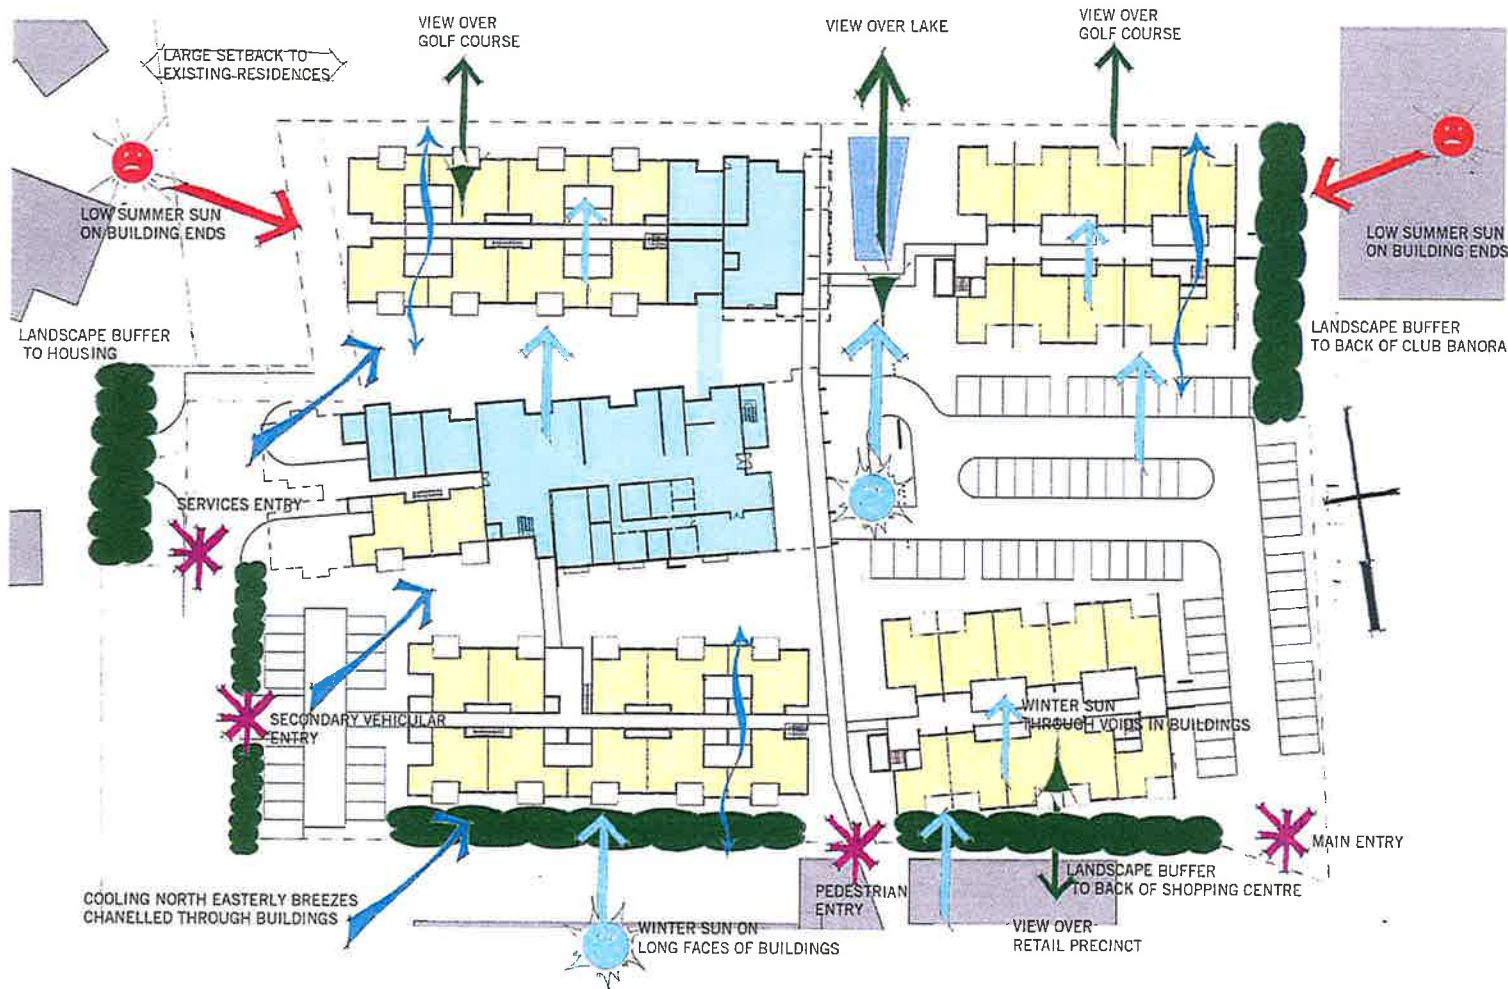 VIEW OVER
GOLF COURSE
VIEW OVER LAKE
VIEW OVER
GOLF COURSE
LARGE SETBACK TO
EXISTING RESIDENCES
LOW SUMMER SUN
ON BUILDING ENDS
LOW SUMMER SUN
ON BUILDING ENDS
LANDSCAPE BUFFER
TO HOUSING
LANDSCAPE BUFFER
TO BACK OF CLUB BANORA
SERVICES ENTRY
SECONDARY VEHICULAR
ENTRY
WINTER SUN
THROUGH VOIDS IN BUILDINGS
MAIN ENTRY
COOLING NORTH EASTERLY BREEZES
CHANELLED THROUGH BUILDINGS
PEDESTRIAN
ENTRY
LANDSCAPE BUFFER
TO BACK OF SHOPPING CENTRE
WINTER SUN ON
LONG FACES OF BUILDINGS
VIEW OVER
RETAIL PRECINCT